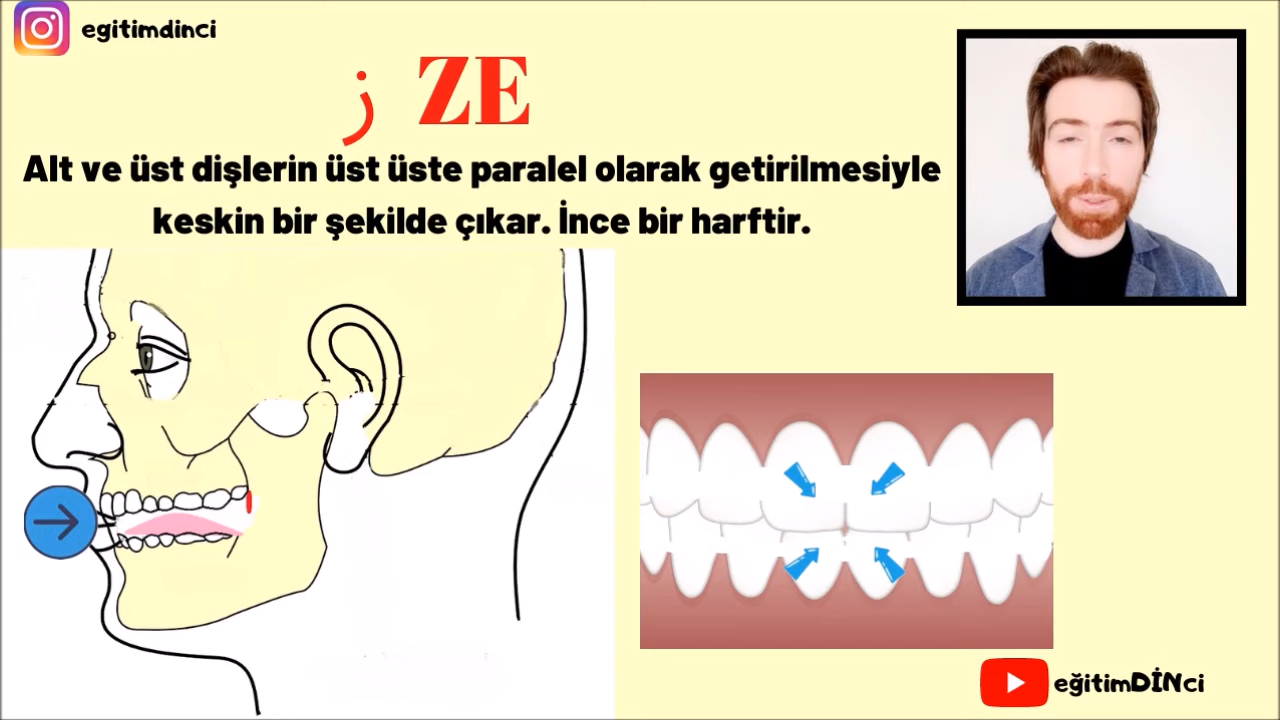 egitimdinci
ز ZE
Alt ve üst dişlerin üst üste paralel olarak getirilmesiyle
keskin bir şekilde çıkar. İnce bir harftir.
eğitimDİNci